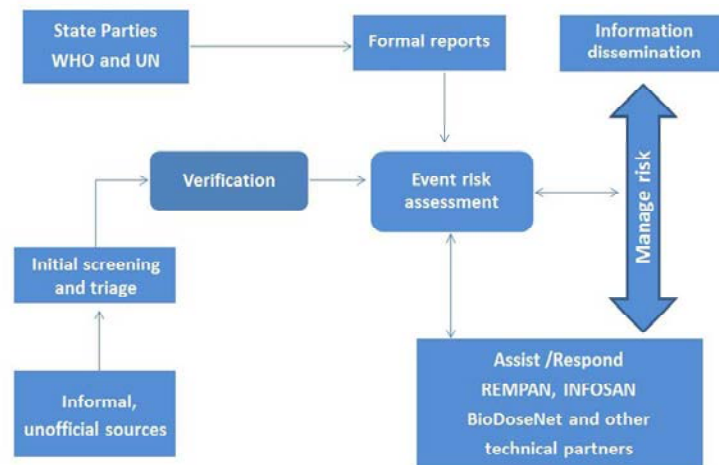 State Parties
WHO and UN
Formal reports
Information
dissemination
Verification
Event risk
assessment
Manage risk
Initial screening
and triage
Informal,
unofficial sources
Assist /Respond
REMPAN, INFOSAN
BioDoseNet and other
technical partners